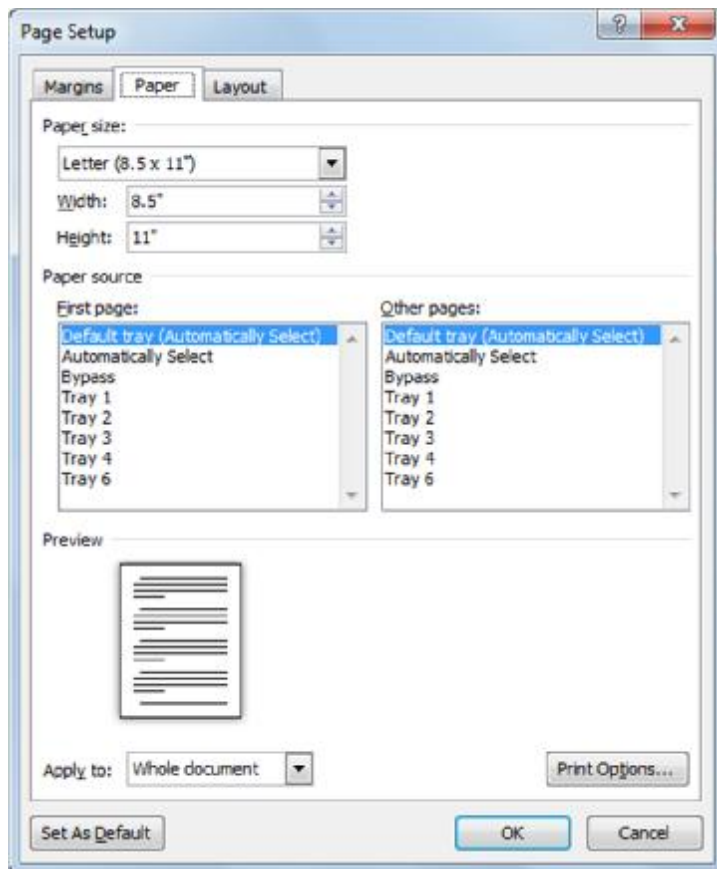 Page Setup
Margins Paper Layout
Paper size:
Letter (8.5 x 11")
Width: 8.5"
Height: 11"
Paper source
First page:
Default tray (Automatically Select)
Automatically Select
Bypass
Tray 1
Tray 2
Tray 3
Tray 4
Tray 6
Other pages:
Default tray (Automatically Select)
Automatically Select
Bypass
Tray 1
Tray 2
Tray 3
Tray 4
Tray 6
Preview
Apply to: Whole document
Print Options...
Set As Default OK Cancel